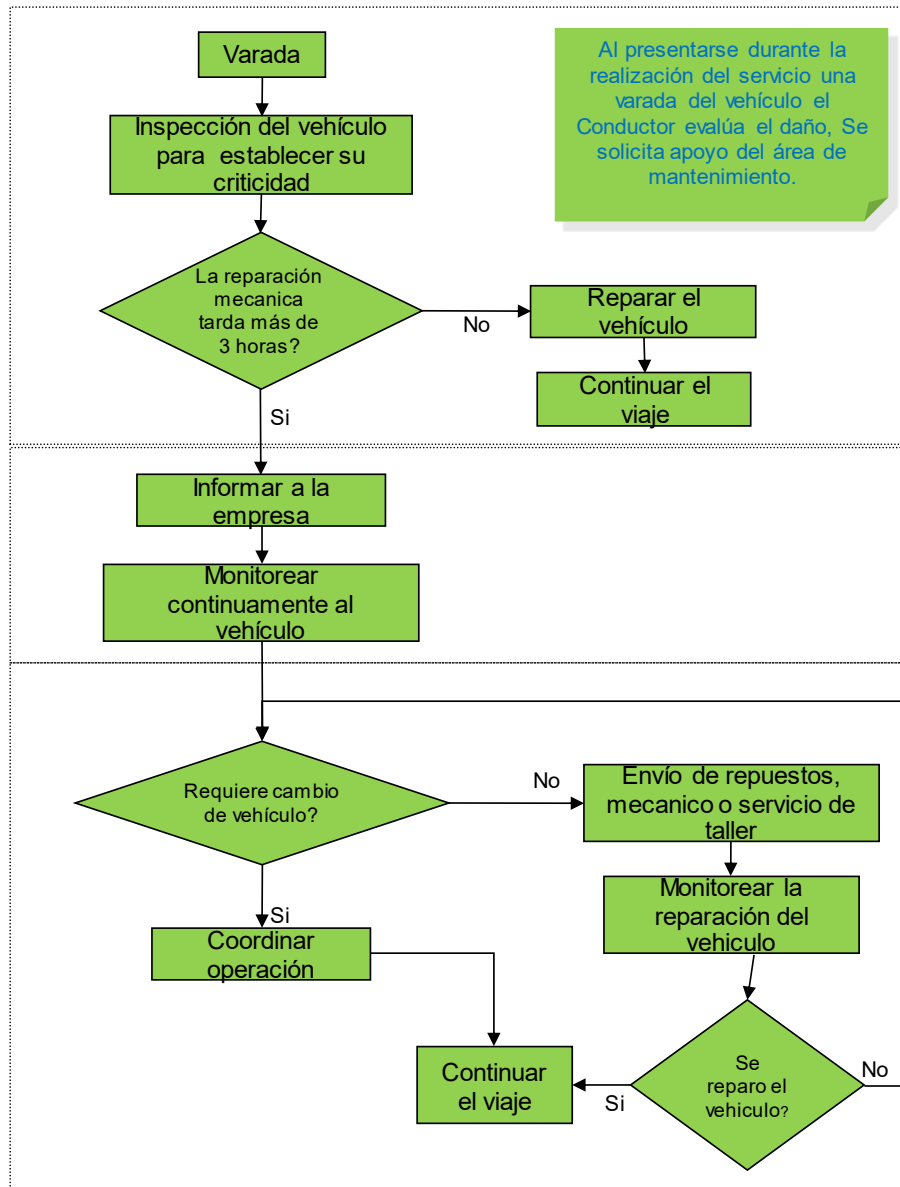 Varada
Al presentarse durante la
realización del servicio una
varada del vehículo el
Conductor evalúa el daño, Se
solicita apoyo del área de
mantenimiento.
Inspección del vehículo
para establecer su
criticidad
La reparación
mecanica
tarda más de
3 horas?
No
Reparar el
vehículo
Continuar el
viaje
Si
Informar a la
empresa
Monitorear
continuamente al
vehículo
Requiere cambio
de vehículo?
No
Envío de repuestos,
mecanico o servicio de
taller
Monitorear la
reparación del
vehiculo
Si
Coordinar
operación
Se
reparo el
vehiculo?
No
Si
Continuar
el viaje